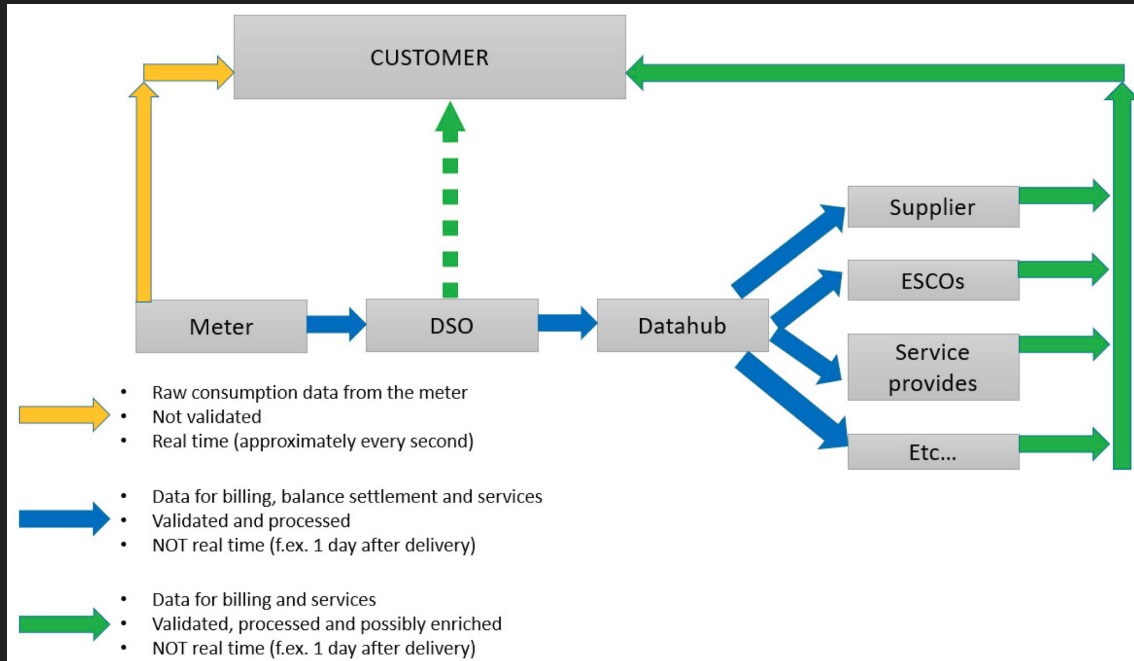 CUSTOMER
Supplier
ESCOs
Meter
DSO
Datahub
Service
provides
Etc...
• Raw consumption data from the meter
• Not validated
• Real time (approximately every second)
• Data for billing, balance settlement and services
• Validated and processed
• NOT real time (f.ex. 1 day after delivery)
• Data for billing and services
• Validated, processed and possibly enriched
• NOT real time (f.ex. 1 day after delivery)